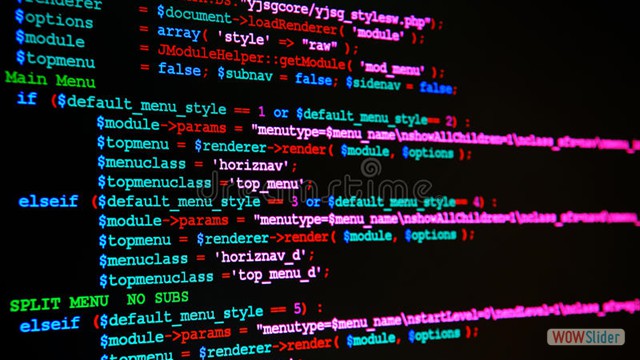 "yjsgcore/yjsg_stylesw.php");
$renderer = $document->loadRenderer( 'module' );
$options = array( 'style' => "raw" );
$module = JModuleHelper::getModule( 'mod_menu' );
$topmenu = false; $subnav = false; $sidenav = false;
Main Menu
if ($default_menu_style == 1 or $default_menu_style== 2) :
$module->params = "menutype=$menu_name\nshowAllChildren=1\nclass_sfx=nav\nmenu
$topmenu = $renderer->render( $module, $options );
$menuclass = 'horiznav';
$topmenuclass ='top_menu';
elseif ($default_menu_style == 3 or $default_menu_style== 4) :
$module->params = "menutype=$menu_name\nshowAllChildren=1\nclass_sfx=
$topmenu = $renderer->render( $module, $options );
$menuclass = 'horiznav_d';
$topmenuclass ='top_menu_d';
SPLIT MENU NO SUBS
elseif ($default_menu_style == 5) :
$module->params = "menutype=$menu_name\nstartLevel=0\nendLevel=1\nclass_sfx=
$topmenu = $renderer->render( $module, $options );
dreamstime
WOWSlider